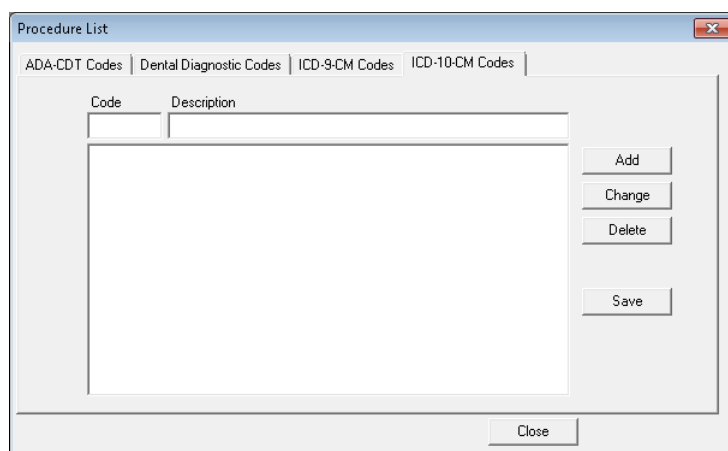 Procedure List
ADA-CDT Codes Dental Diagnostic Codes ICD-9-CM Codes ICD-10-CM Codes
Code Description
Add
Change
Delete
Save
Close